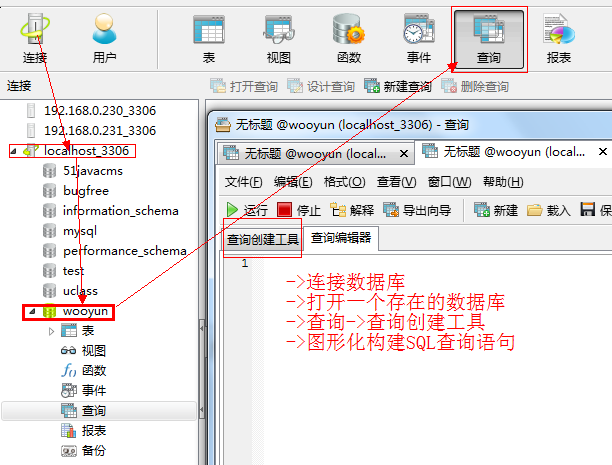 连接 用户 表 视图 函数 事件 查询 报表
连接 打开查询 设计查询 新建查询 删除查询
192.168.0.230_3306
192.168.0.231_3306
localhost_3306
51javacms
bugfree
information_schema
mysql
performance_schema
test
uclass
wooyun
表
视图
函数
事件
查询
报表
备份
无标题 @wooyun (localhost_3306) - 查询
无标题 @wooyun (local... 无标题 @wooyun (loca...
文件(F) 编辑(E) 格式(O) 查看(V) 窗口(W) 帮助(H)
运行 停止 解释 导出向导 新建 载入
查询创建工具 查询编辑器
1
->连接数据库
->打开一个存在的数据库
->查询->查询创建工具
->图形化构建SQL查询语句